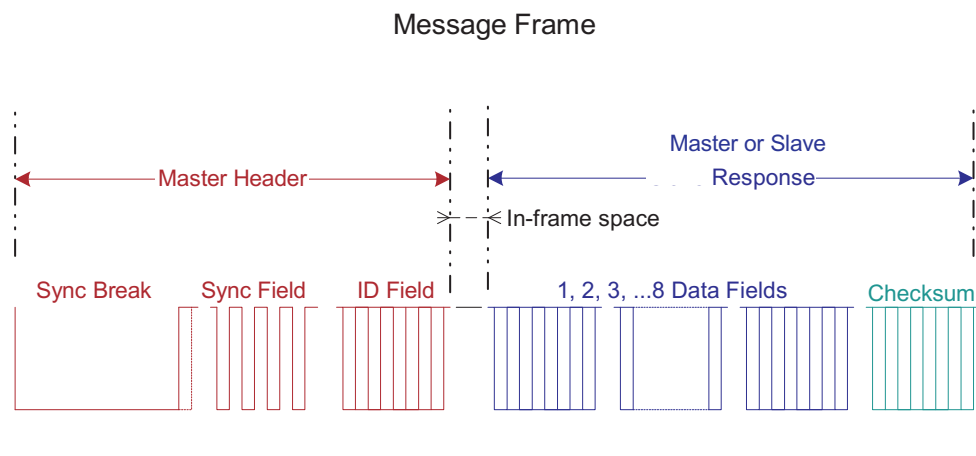 Message Frame
Master or Slave
Master Header
Response
In-frame space
Sync Break
Sync Field
ID Field
1, 2, 3, ...8 Data Fields
Checksum